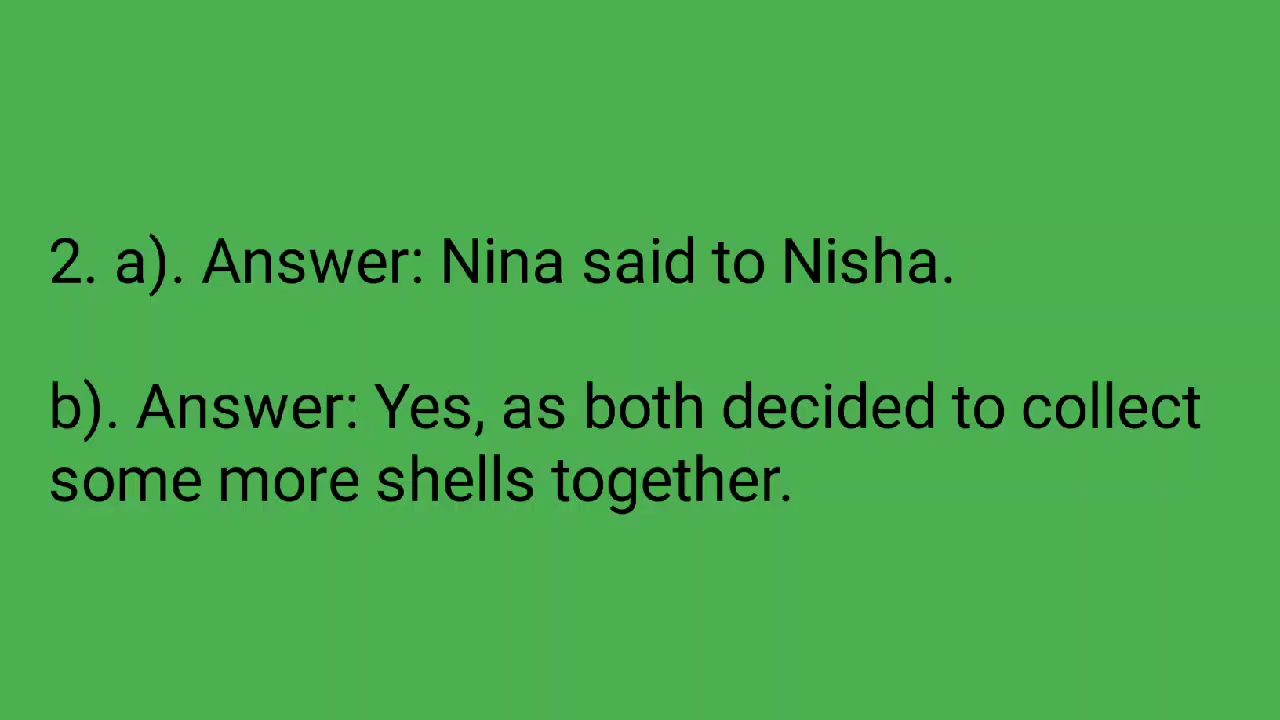 2. a). Answer: Nina said to Nisha.
b). Answer: Yes, as both decided to collect
some more shells together.